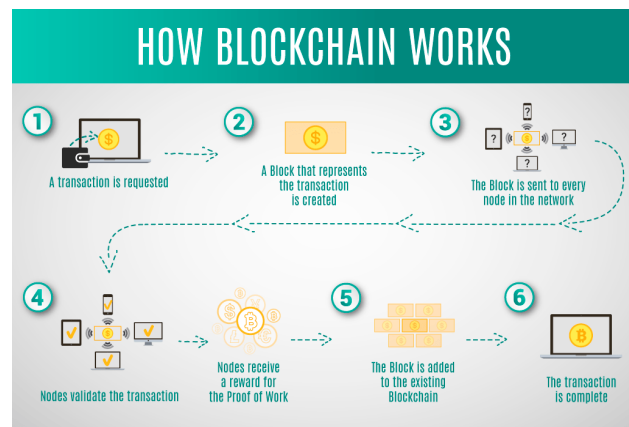 HOW BLOCKCHAIN WORKS
1
A transaction is requested
2
A Block that represents
the transaction
is created
3
The Block is sent to every
node in the network
4
Nodes validate the transaction
Nodes receive
a reward for
the Proof of Work
5
The Block is added
to the existing
Blockchain
6
The transaction
is complete